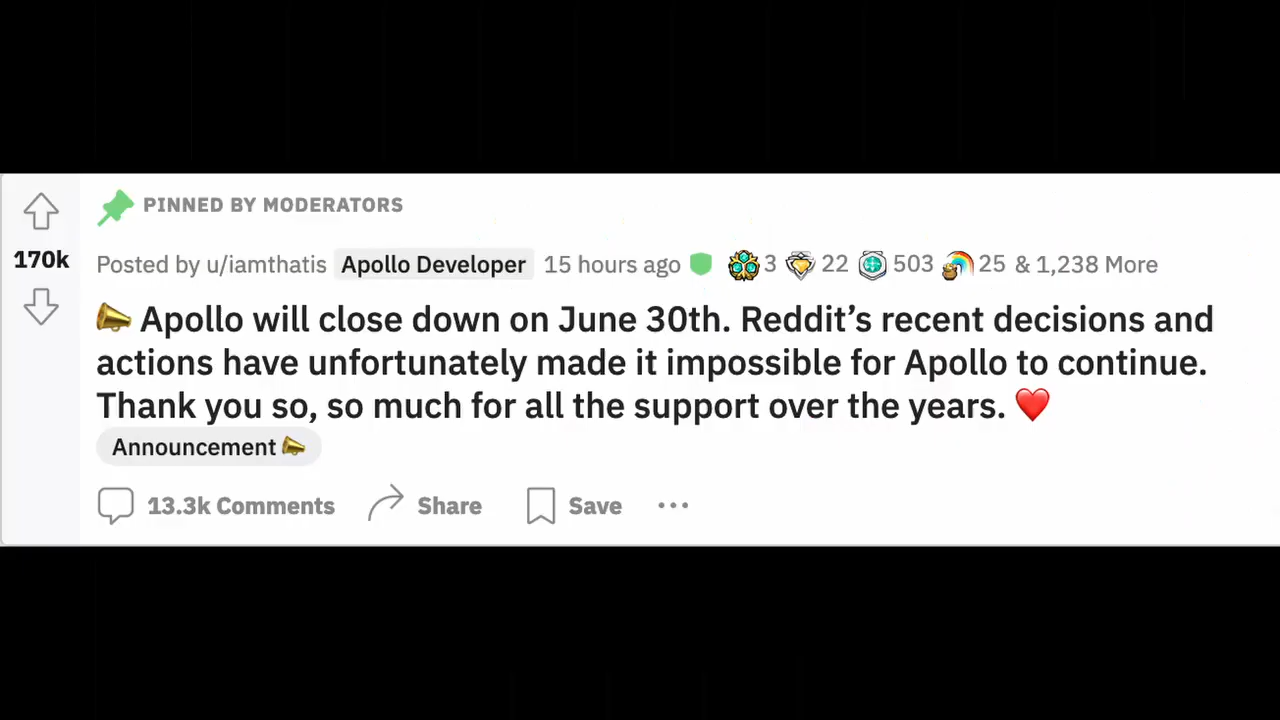 PINNED BY MODERATORS
170k
Posted by u/iamthatis Apollo Developer 15 hours ago 3 22 503 25 & 1,238 More
📣 Apollo will close down on June 30th. Reddit’s recent decisions and
actions have unfortunately made it impossible for Apollo to continue.
Thank you so, so much for all the support over the years. ❤️
Announcement 📣
13.3k Comments Share Save ...